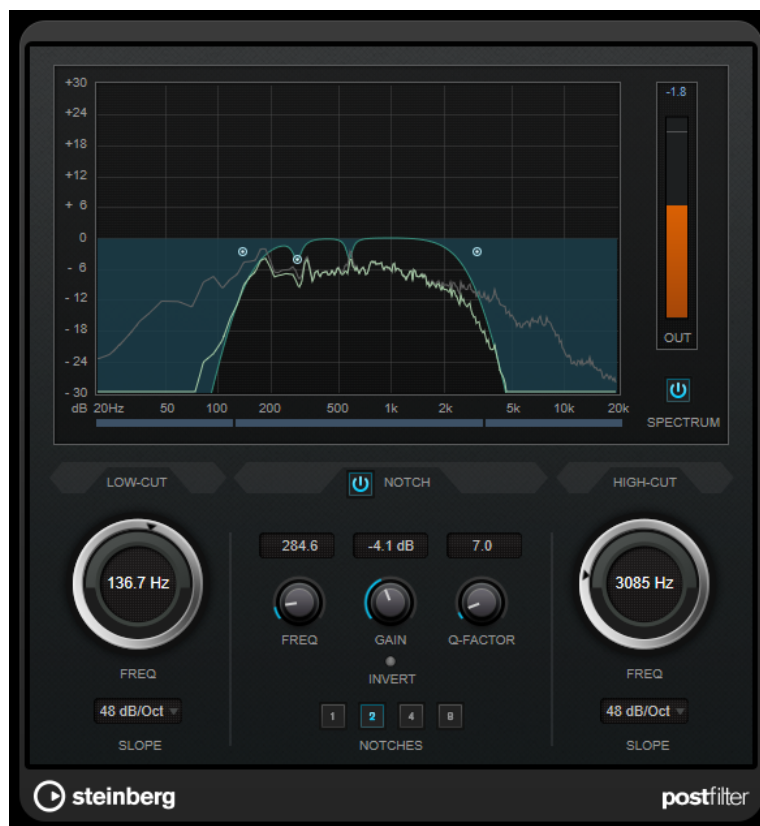 +30
-1.8
+24
+18
+12
+ 6
0
- 6
- 12
- 18
- 24
- 30
OUT
dB 20Hz 50 100 200 500 1k 2k 5k 10k 20k
SPECTRUM
LOW-CUT NOTCH HIGH-CUT
284.6 -4.1 dB 7.0
136.7 Hz 3085 Hz
FREQ GAIN Q-FACTOR
INVERT
FREQ FREQ
48 dB/Oct 1 2 4 8 48 dB/Oct
SLOPE NOTCHES SLOPE
steinberg postfilter